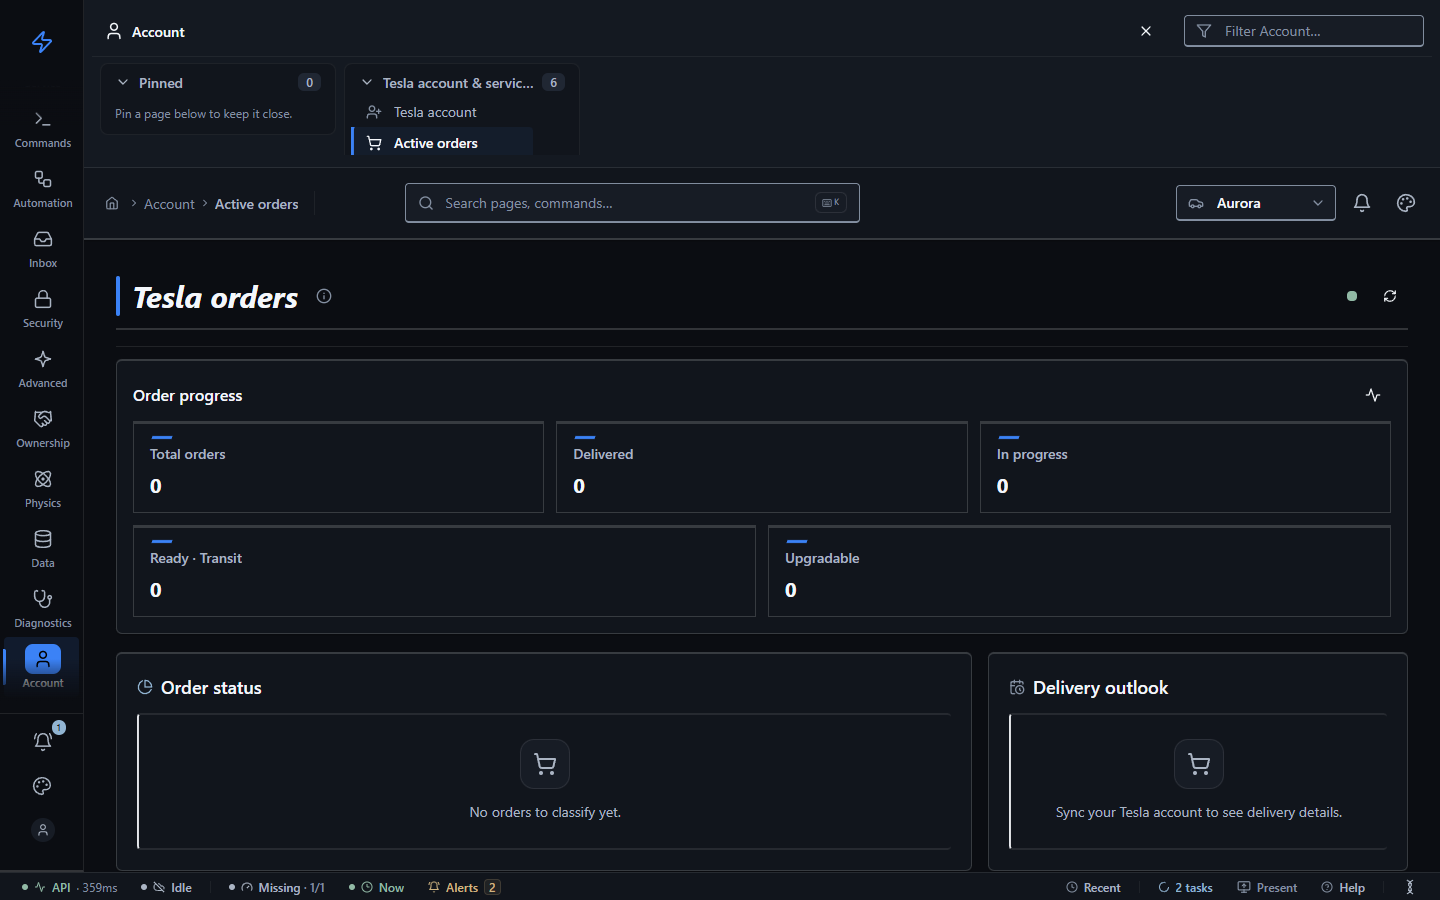 Account
Filter Account...
Pinned
0
Pin a page below to keep it close.
Tesla account & servic...
6
Tesla account
Active orders
Commands
Automation
Inbox
Security
Advanced
Ownership
Physics
Data
Diagnostics
Account
1
Account
Active orders
Search pages, commands...
K
Aurora
Tesla orders
Order progress
Total orders
0
Delivered
0
In progress
0
Ready · Transit
0
Upgradable
0
Order status
No orders to classify yet.
Delivery outlook
Sync your Tesla account to see delivery details.
API · 359ms
Idle
Missing · 1/1
Now
Alerts 2
Recent
2 tasks
Present
Help